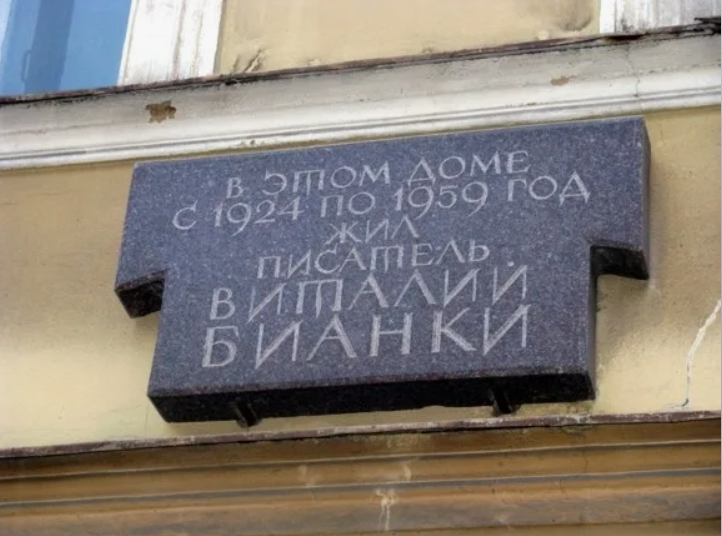 В ЭТОМ ДОМЕ
С 1924 ПО 1959 ГОД
ЖИЛ
ПИСАТЕЛЬ
ВИТАЛИЙ
БИАНКИ